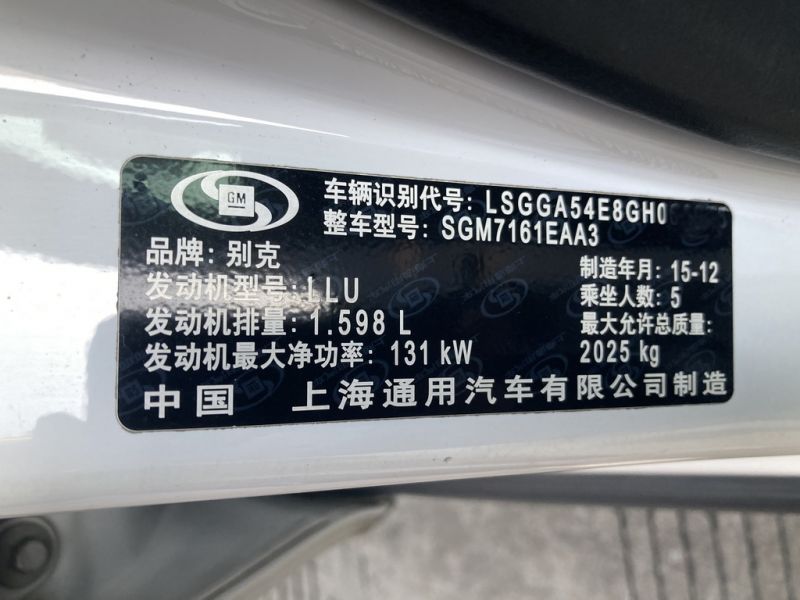 GM
车辆识别代号: LSGGA54E8GH0
整车型号: SGM7161EAA3
品牌: 别克
制造年月: 15-12
发动机型号: LLU
乘坐人数: 5
发动机排量: 1.598 L
最大允许总质量:
发动机最大净功率: 131 kW
2025 kg
中国 上海通用汽车有限公司制造